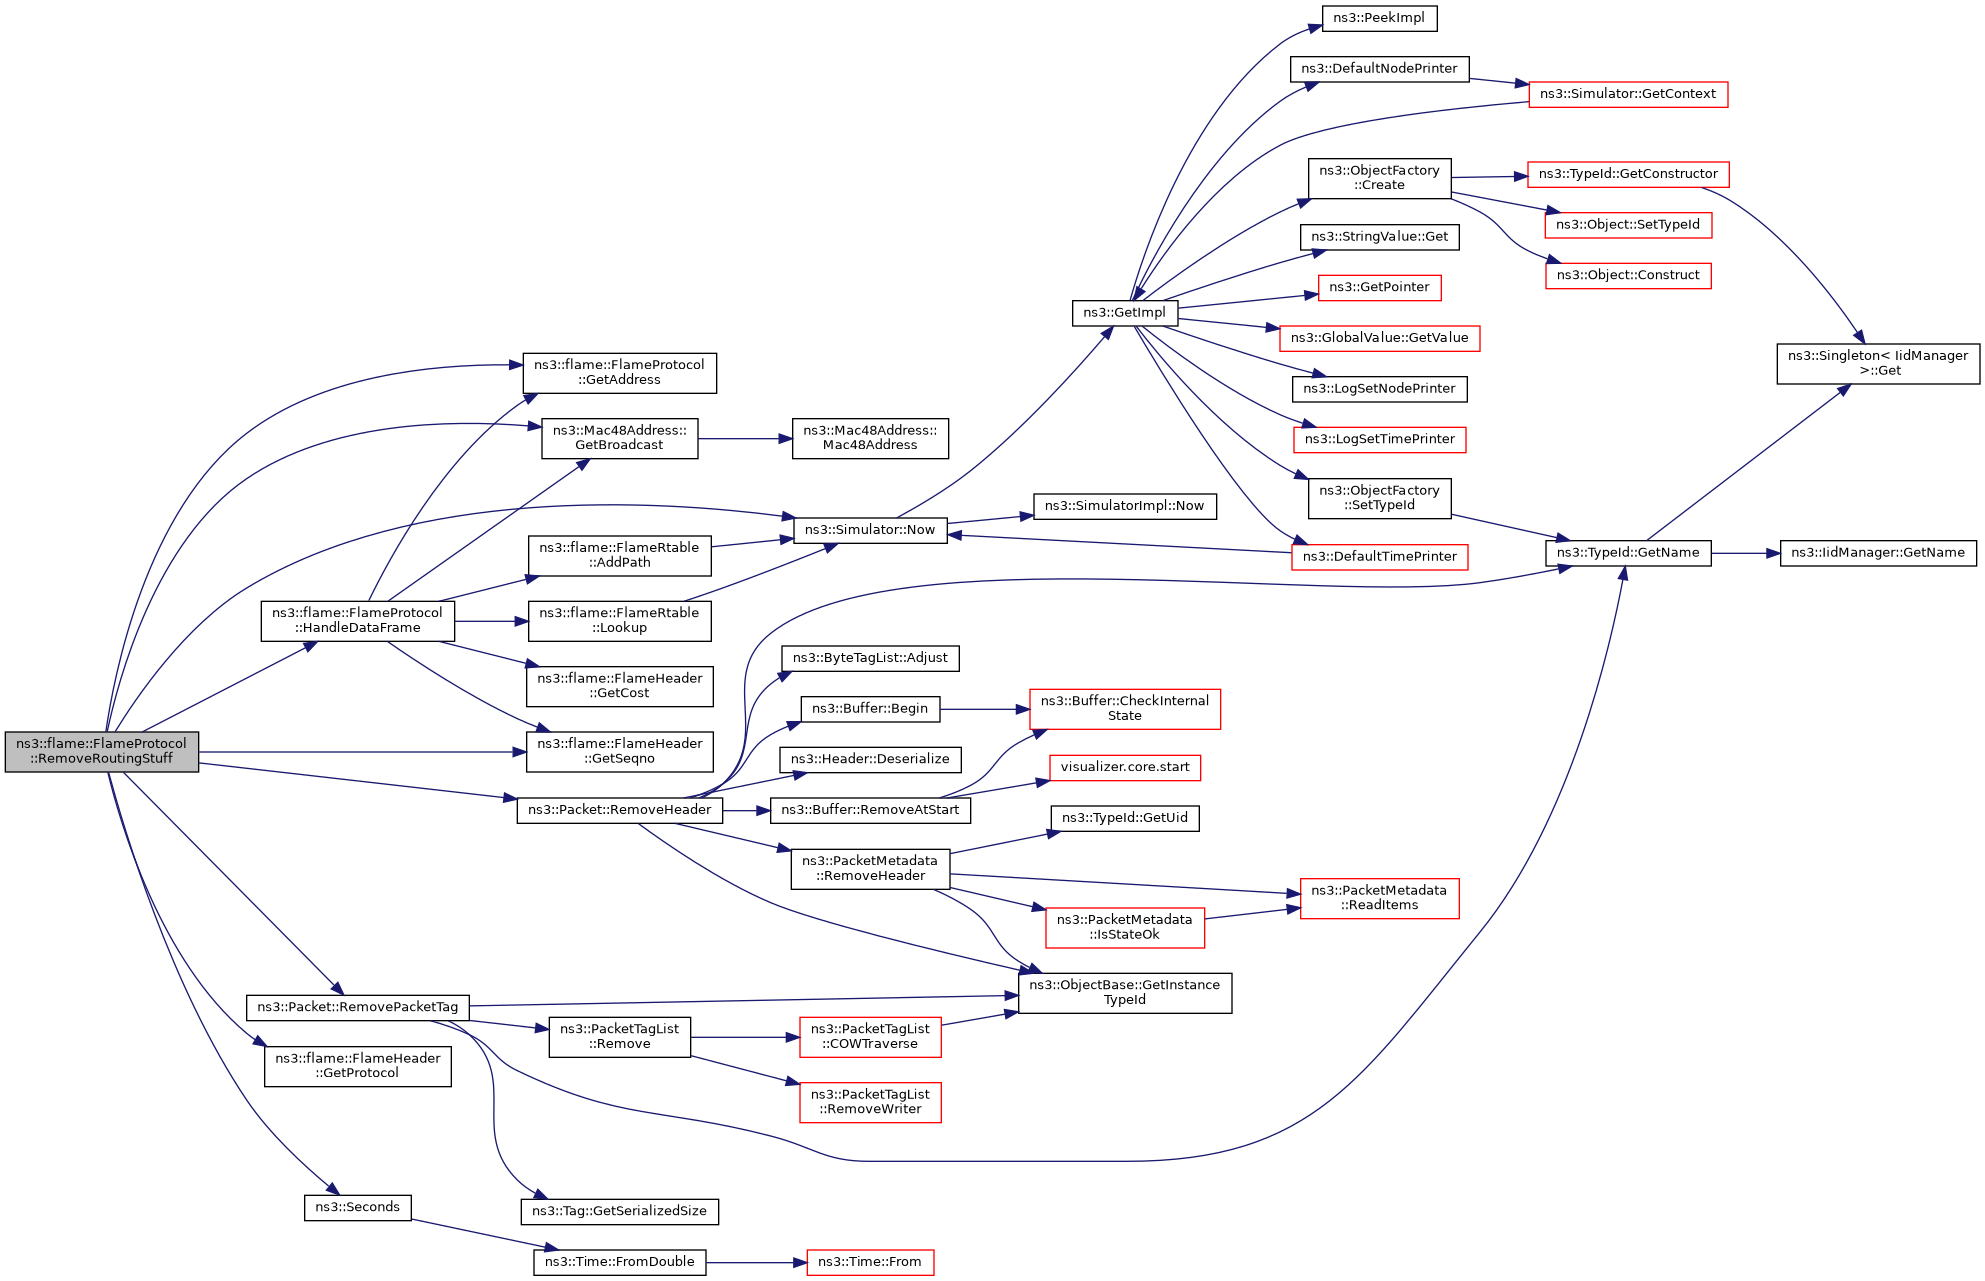 ns3::PeekImpl
ns3::DefaultNodePrinter
ns3::Simulator::GetContext
ns3::ObjectFactory
::Create
ns3::TypeId::GetConstructor
ns3::Object::SetTypeId
ns3::StringValue::Get
ns3::Object::Construct
ns3::GetPointer
ns3::GetImpl
ns3::GlobalValue::GetValue
ns3::Singleton< IidManager
>::Get
ns3::flame::FlameProtocol
::GetAddress
ns3::LogSetNodePrinter
ns3::Mac48Address::
GetBroadcast
ns3::Mac48Address::
Mac48Address
ns3::LogSetTimePrinter
ns3::ObjectFactory
::SetTypeId
ns3::SimulatorImpl::Now
ns3::Simulator::Now
ns3::flame::FlameRtable
::AddPath
ns3::DefaultTimePrinter
ns3::TypeId::GetName
ns3::IidManager::GetName
ns3::flame::FlameProtocol
::HandleDataFrame
ns3::flame::FlameRtable
::Lookup
ns3::ByteTagList::Adjust
ns3::flame::FlameHeader
::GetCost
ns3::Buffer::Begin
ns3::Buffer::CheckInternal
State
ns3::flame::FlameProtocol
::RemoveRoutingStuff
ns3::flame::FlameHeader
::GetSeqno
ns3::Header::Deserialize
visualizer.core.start
ns3::Packet::RemoveHeader
ns3::Buffer::RemoveAtStart
ns3::TypeId::GetUid
ns3::PacketMetadata
::RemoveHeader
ns3::PacketMetadata
::ReadItems
ns3::PacketMetadata
::IsStateOk
ns3::ObjectBase::GetInstance
TypeId
ns3::Packet::RemovePacketTag
ns3::PacketTagList
::Remove
ns3::PacketTagList
::COWTraverse
ns3::flame::FlameHeader
::GetProtocol
ns3::PacketTagList
::RemoveWriter
ns3::Seconds
ns3::Tag::GetSerializedSize
ns3::Time::FromDouble
ns3::Time::From